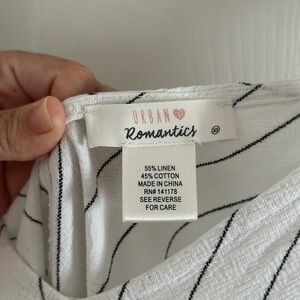 URBAN
Romantics
55% LINEN
45% COTTON
MADE IN CHINA
RN# 141178
SEE REVERSE
FOR CARE